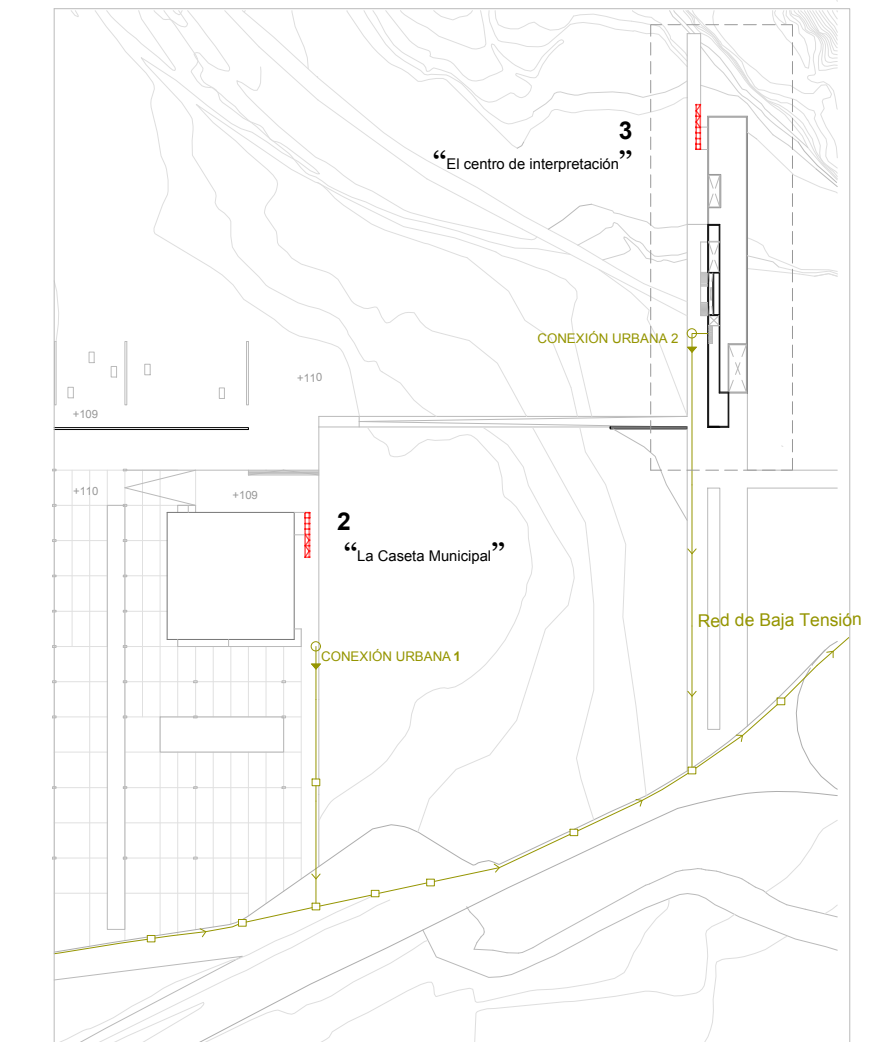 3
“El centro de interpretación”
CONEXIÓN URBANA 2
+110
+109
+110
+109
2
“La Caseta Municipal”
Red de Baja Tensión
CONEXIÓN URBANA 1